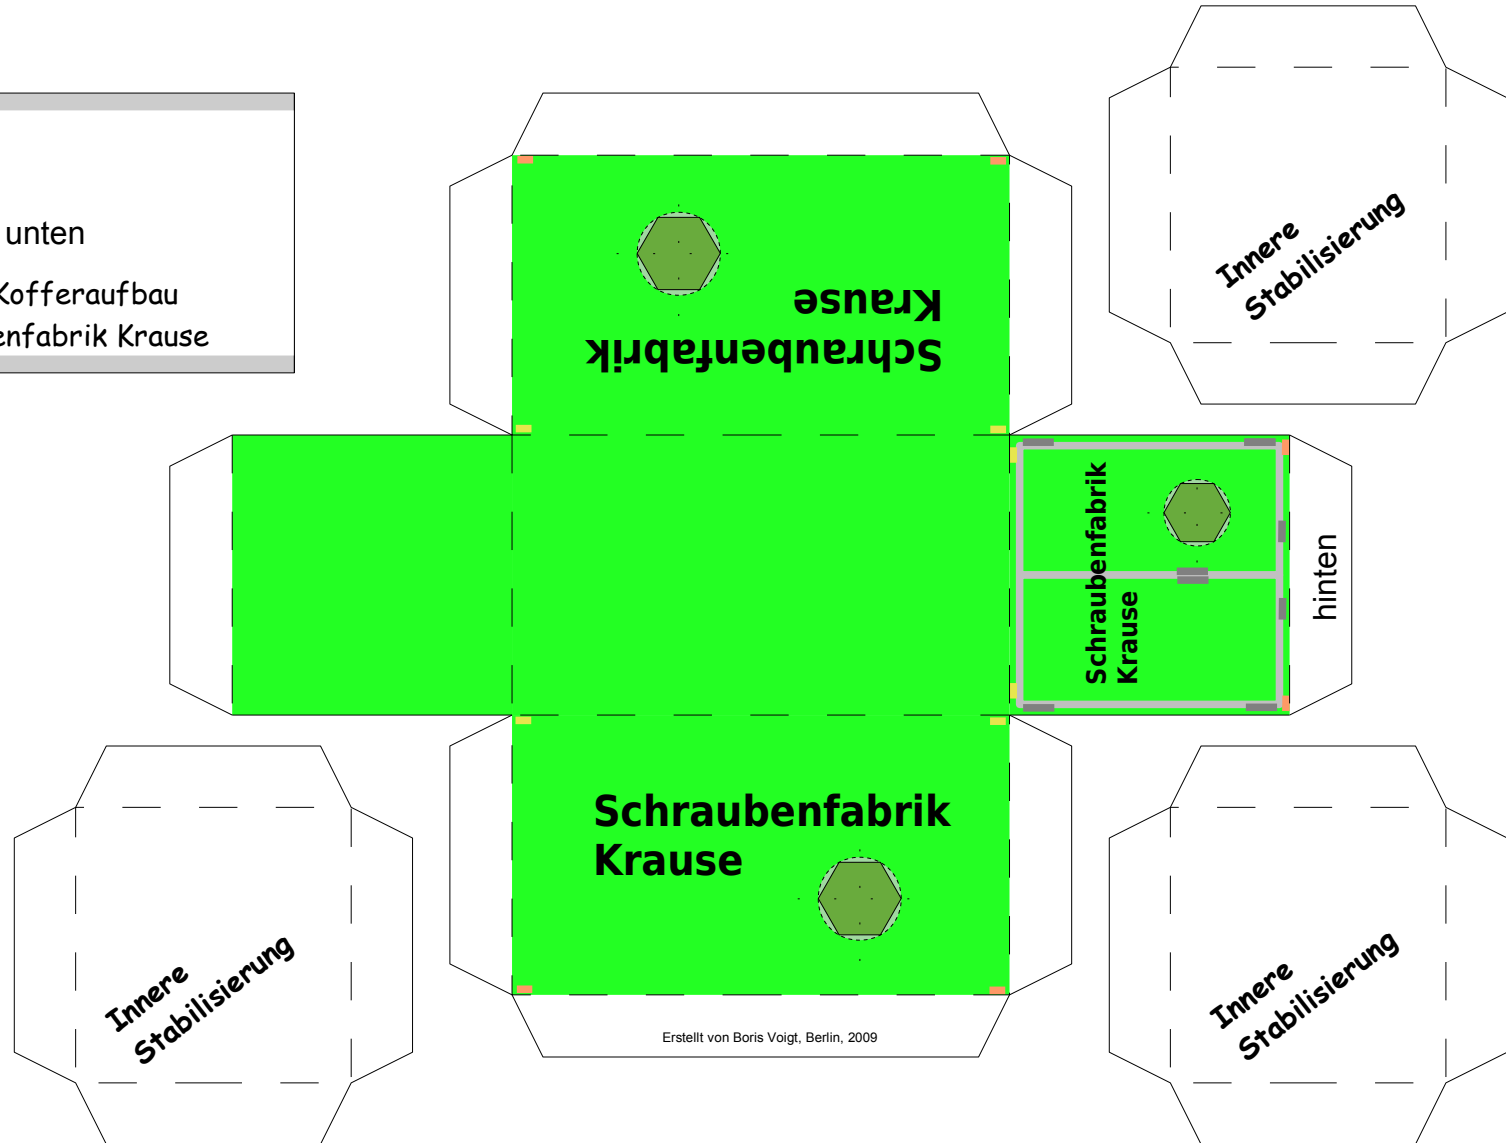 unten
Kofferaufbau
enfabrik Krause
Schraubenfabrik
Krause
Innere
Stabilisierung
Schraubenfabrik
Krause
hinten
Schraubenfabrik
Krause
Innere
Stabilisierung
Innere
Stabilisierung
Erstellt von Boris Voigt, Berlin, 2009